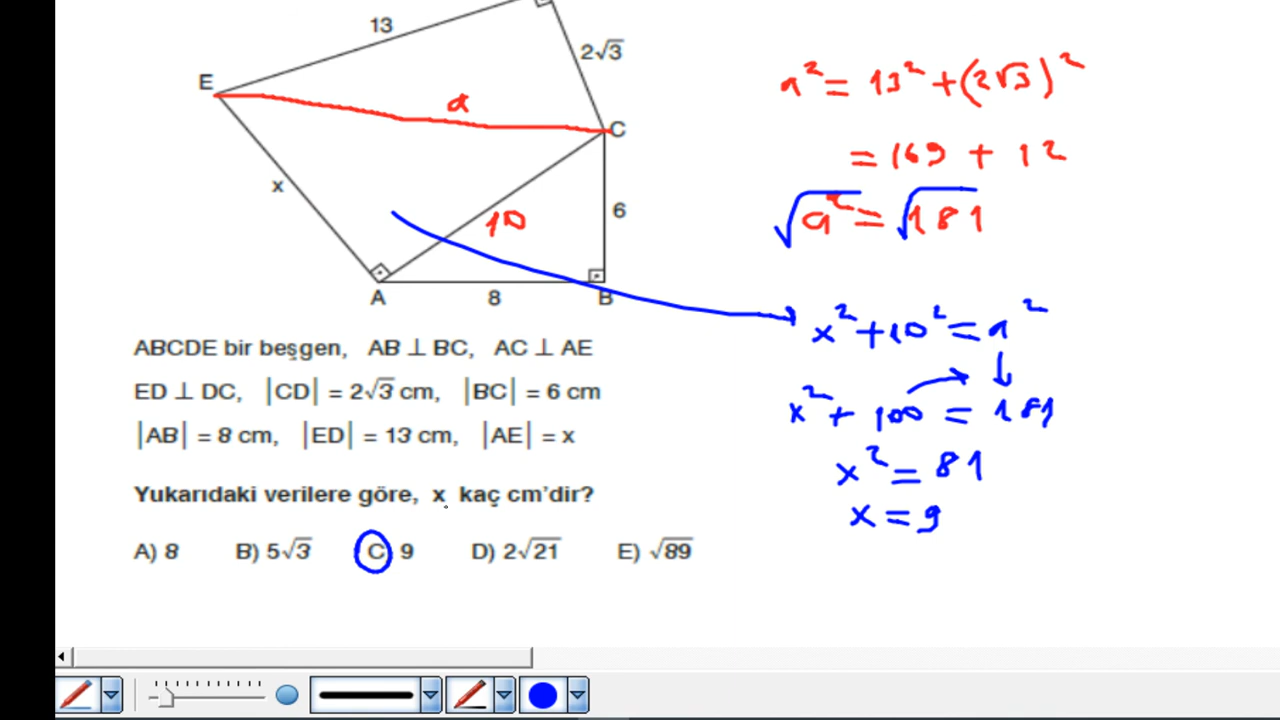 13
2√3
E
a
C
x
10
6
A
8
B
ABCDE bir beşgen, AB ⊥ BC, AC ⊥ AE
ED ⊥ DC, |CD| = 2√3 cm, |BC| = 6 cm
|AB| = 8 cm, |ED| = 13 cm, |AE| = x
Yukarıdaki verilere göre, x kaç cm'dir?
A) 8 B) 5√3 C) 9 D) 2√21 E) √89
a² = 13² + (2√3)²
= 169 + 12
√a² = √181
x² + 10² = a²
x² + 100 = 181
x² = 81
x = 9